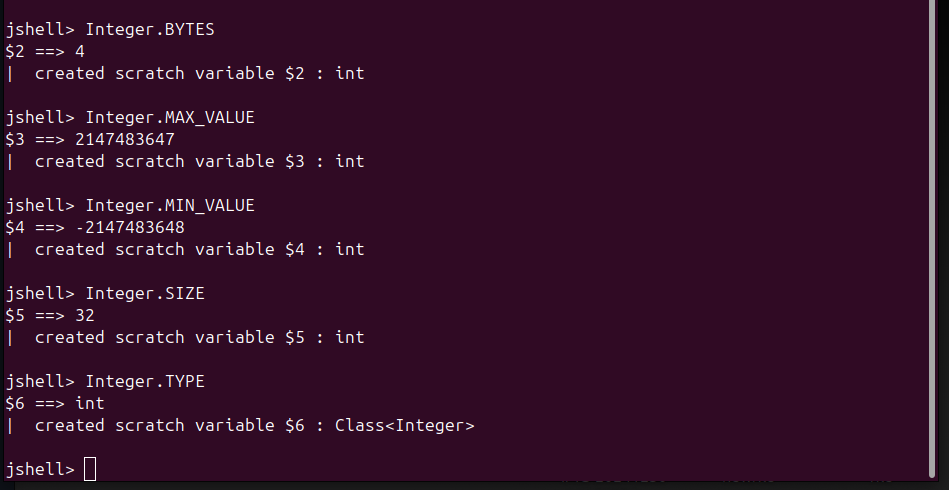 jshell> Integer.BYTES
$2 ==> 4
|  created scratch variable $2 : int
jshell> Integer.MAX_VALUE
$3 ==> 2147483647
|  created scratch variable $3 : int
jshell> Integer.MIN_VALUE
$4 ==> -2147483648
|  created scratch variable $4 : int
jshell> Integer.SIZE
$5 ==> 32
|  created scratch variable $5 : int
jshell> Integer.TYPE
$6 ==> int
|  created scratch variable $6 : Class<Integer>
jshell>